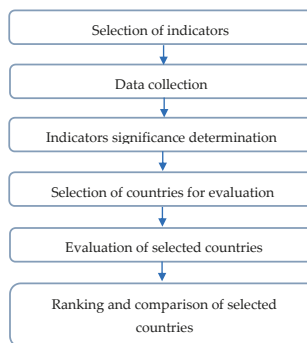 Selection of indicators
Data collection
Indicators significance determination
Selection of countries for evaluation
Evaluation of selected countries
Ranking and comparison of selected
countries